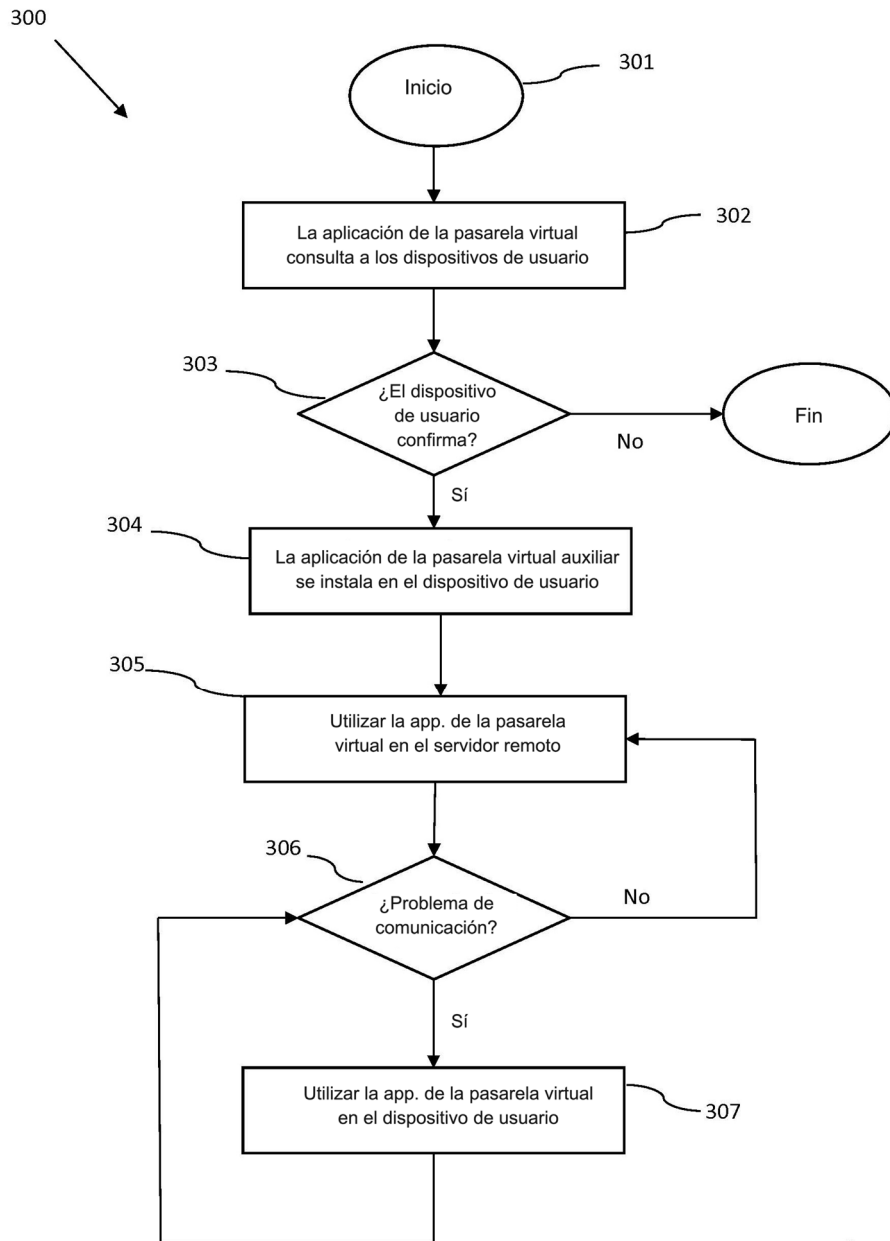 300
301
Inicio
302
La aplicación de la pasarela virtual
consulta a los dispositivos de usuario
303
¿El dispositivo
de usuario
confirma?
No
Fin
Sí
304
La aplicación de la pasarela virtual auxiliar
se instala en el dispositivo de usuario
305
Utilizar la app. de la pasarela
virtual en el servidor remoto
306
¿Problema de
comunicación?
No
Sí
Utilizar la app. de la pasarela virtual
en el dispositivo de usuario
307